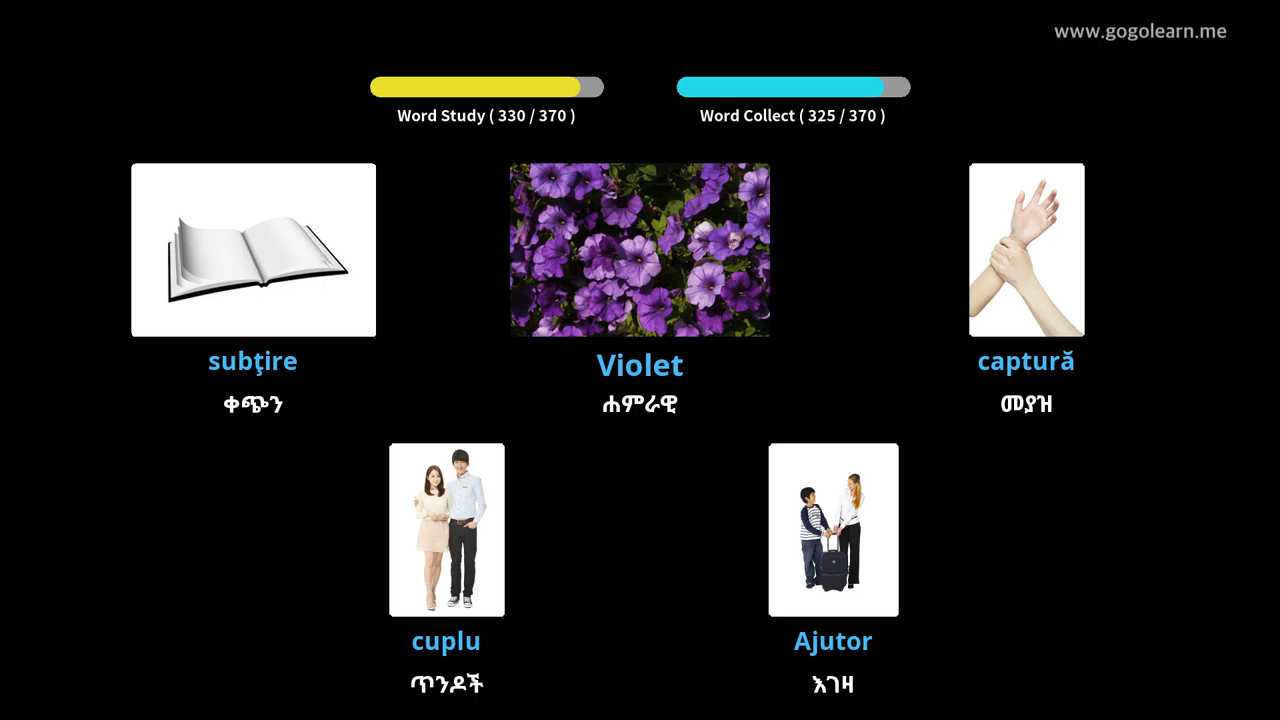 www.gogolearn.me
Word Study ( 330 / 370 )
Word Collect ( 325 / 370 )
subţire
Violet
captură
ቀጭን
ሐምራዊ
መያዝ
cuplu
Ajutor
ጥንዶች
እገዛ